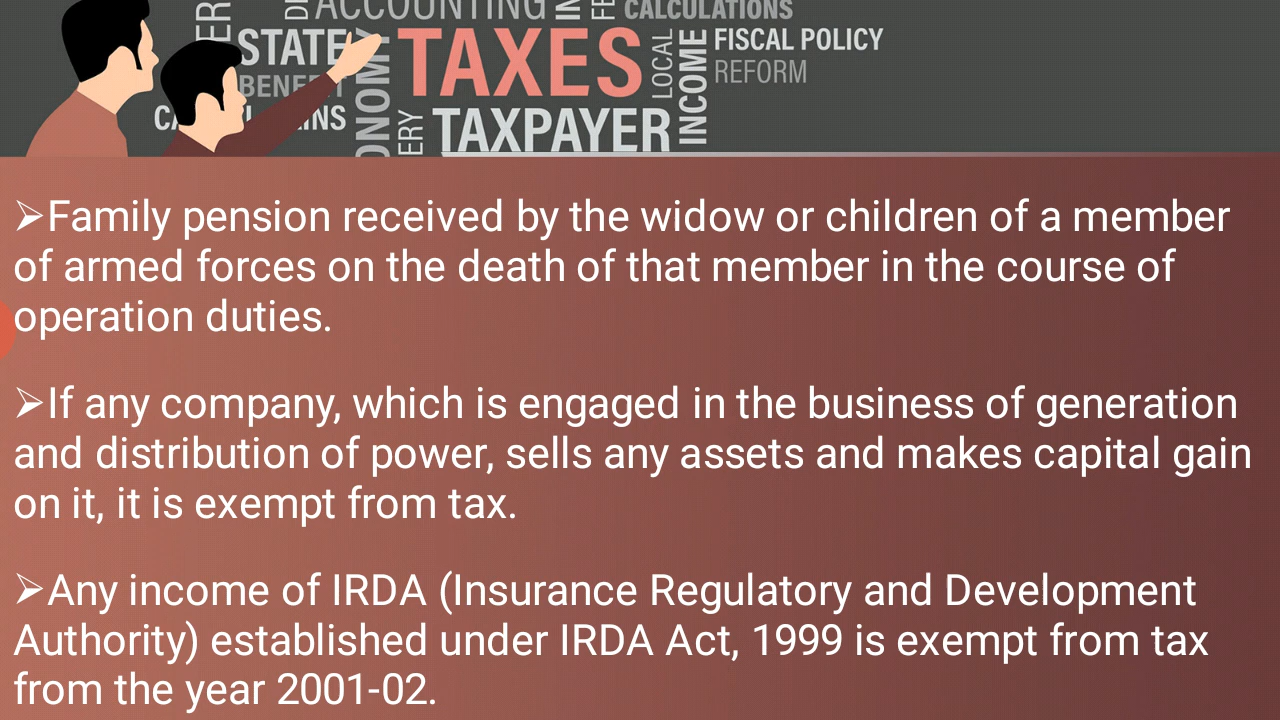 ACCOUNTING
CALCULATIONS
STATE
TAXES
LOCAL
INCOME
FISCAL POLICY
REFORM
TAXPAYER
➢Family pension received by the widow or children of a member
of armed forces on the death of that member in the course of
operation duties.
➢If any company, which is engaged in the business of generation
and distribution of power, sells any assets and makes capital gain
on it, it is exempt from tax.
➢Any income of IRDA (Insurance Regulatory and Development
Authority) established under IRDA Act, 1999 is exempt from tax
from the year 2001-02.